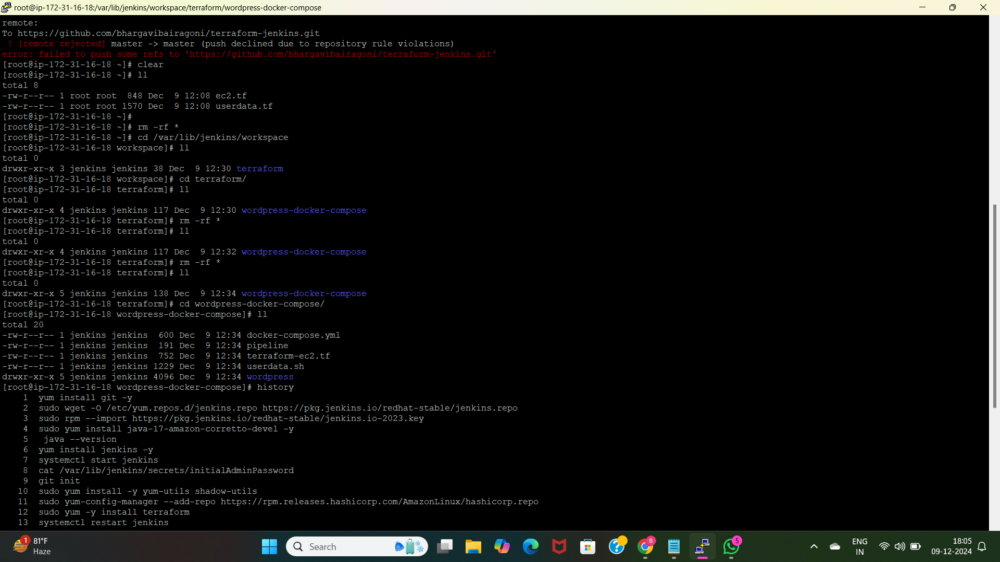 root@ip-172-31-16-18:/var/lib/jenkins/workspace/terraform/wordpress-docker-compose
remote:
To https://github.com/bhargavibairagoni/terraform-jenkins.git
 ! [remote rejected] master -> master (push declined due to repository rule violations)
error: failed to push some refs to 'https://github.com/bhargavibairagoni/terraform-jenkins.git'
[root@ip-172-31-16-18 ~]# clear
[root@ip-172-31-16-18 ~]# ll
total 8
-rw-r--r-- 1 root root  848 Dec  9 12:08 ec2.tf
-rw-r--r-- 1 root root 1570 Dec  9 12:08 userdata.tf
[root@ip-172-31-16-18 ~]#
[root@ip-172-31-16-18 ~]# rm -rf *
[root@ip-172-31-16-18 ~]# cd /var/lib/jenkins/workspace
[root@ip-172-31-16-18 workspace]# ll
total 0
drwxr-xr-x 3 jenkins jenkins 38 Dec  9 12:30 terraform
[root@ip-172-31-16-18 workspace]# cd terraform/
[root@ip-172-31-16-18 terraform]# ll
total 0
drwxr-xr-x 4 jenkins jenkins 117 Dec  9 12:30 wordpress-docker-compose
[root@ip-172-31-16-18 terraform]# rm -rf *
[root@ip-172-31-16-18 terraform]# ll
total 0
drwxr-xr-x 4 jenkins jenkins 117 Dec  9 12:32 wordpress-docker-compose
[root@ip-172-31-16-18 terraform]# rm -rf *
[root@ip-172-31-16-18 terraform]# ll
total 0
drwxr-xr-x 5 jenkins jenkins 138 Dec  9 12:34 wordpress-docker-compose
[root@ip-172-31-16-18 terraform]# cd wordpress-docker-compose/
[root@ip-172-31-16-18 wordpress-docker-compose]# ll
total 20
-rw-r--r-- 1 jenkins jenkins  600 Dec  9 12:34 docker-compose.yml
-rw-r--r-- 1 jenkins jenkins  191 Dec  9 12:34 pipeline
-rw-r--r-- 1 jenkins jenkins  752 Dec  9 12:34 terraform-ec2.tf
-rw-r--r-- 1 jenkins jenkins 1229 Dec  9 12:34 userdata.sh
drwxr-xr-x 5 jenkins jenkins 4096 Dec  9 12:34 wordpress
[root@ip-172-31-16-18 wordpress-docker-compose]# history
    1  yum install git -y
    2  sudo wget -O /etc/yum.repos.d/jenkins.repo https://pkg.jenkins.io/redhat-stable/jenkins.repo
    3  sudo rpm --import https://pkg.jenkins.io/redhat-stable/jenkins.io-2023.key
    4  sudo yum install java-17-amazon-corretto-devel -y
    5   java --version
    6  yum install jenkins -y
    7  systemctl start jenkins
    8  cat /var/lib/jenkins/secrets/initialAdminPassword
    9  git init
   10  sudo yum install -y yum-utils shadow-utils
   11  sudo yum-config-manager --add-repo https://rpm.releases.hashicorp.com/AmazonLinux/hashicorp.repo
   12  sudo yum -y install terraform
   13  systemctl restart jenkins
1
81°F
Haze
Search
B
5
ENG
IN
18:05
09-12-2024